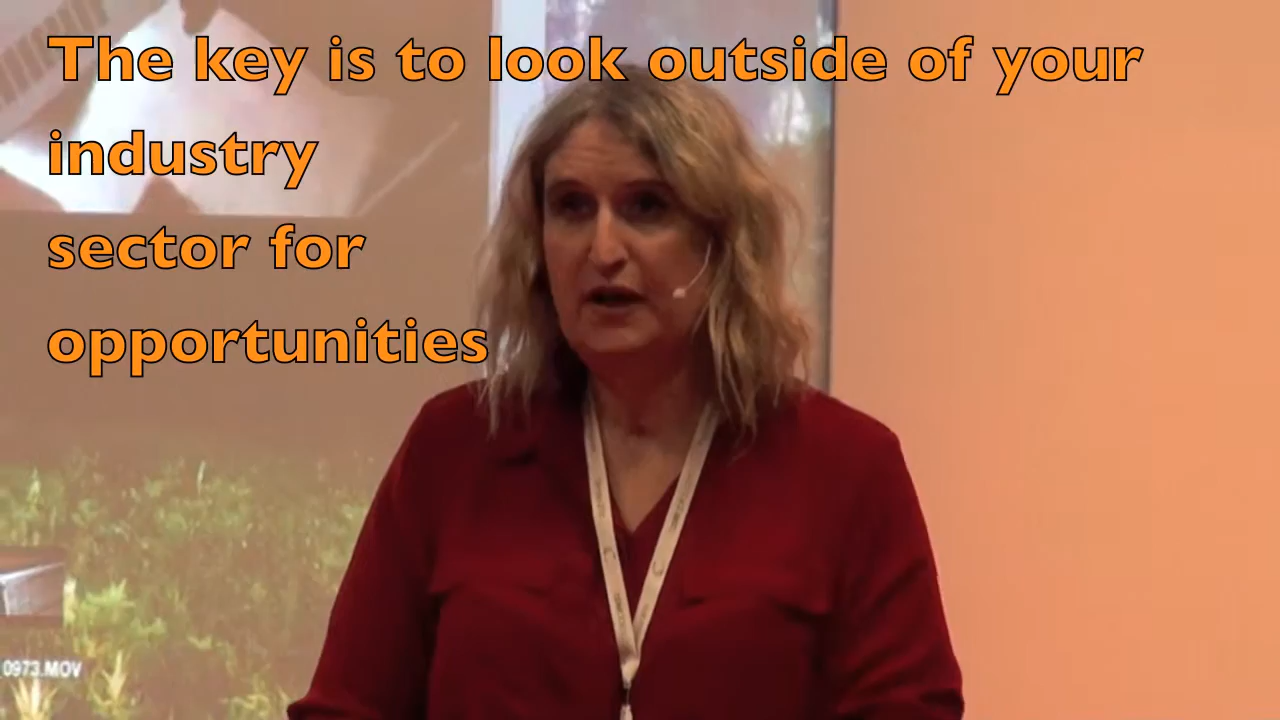 The key is to look outside of your
industry
sector for
opportunities
0973.MOV